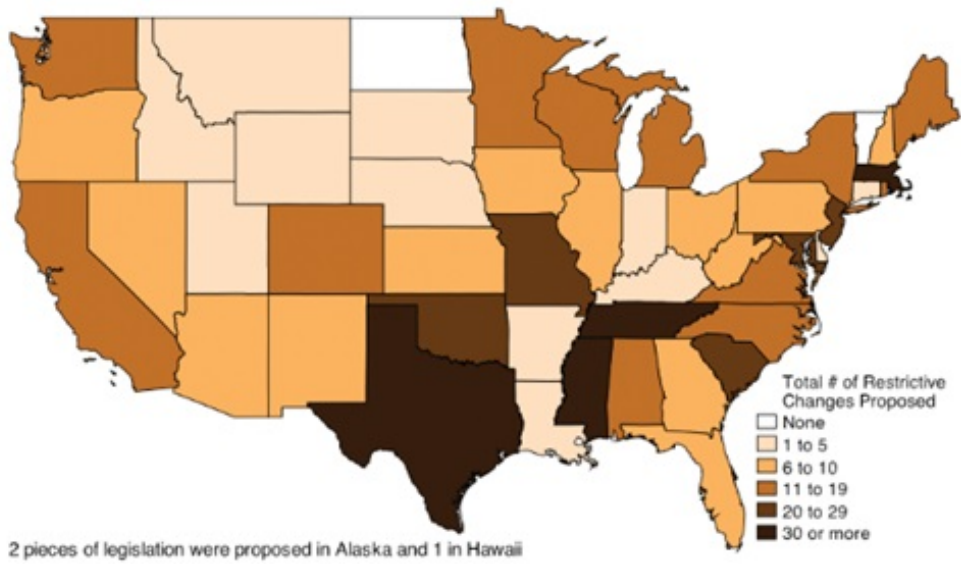 Total # of Restrictive
Changes Proposed
None
1 to 5
6 to 10
11 to 19
20 to 29
30 or more
2 pieces of legislation were proposed in Alaska and 1 in Hawaii